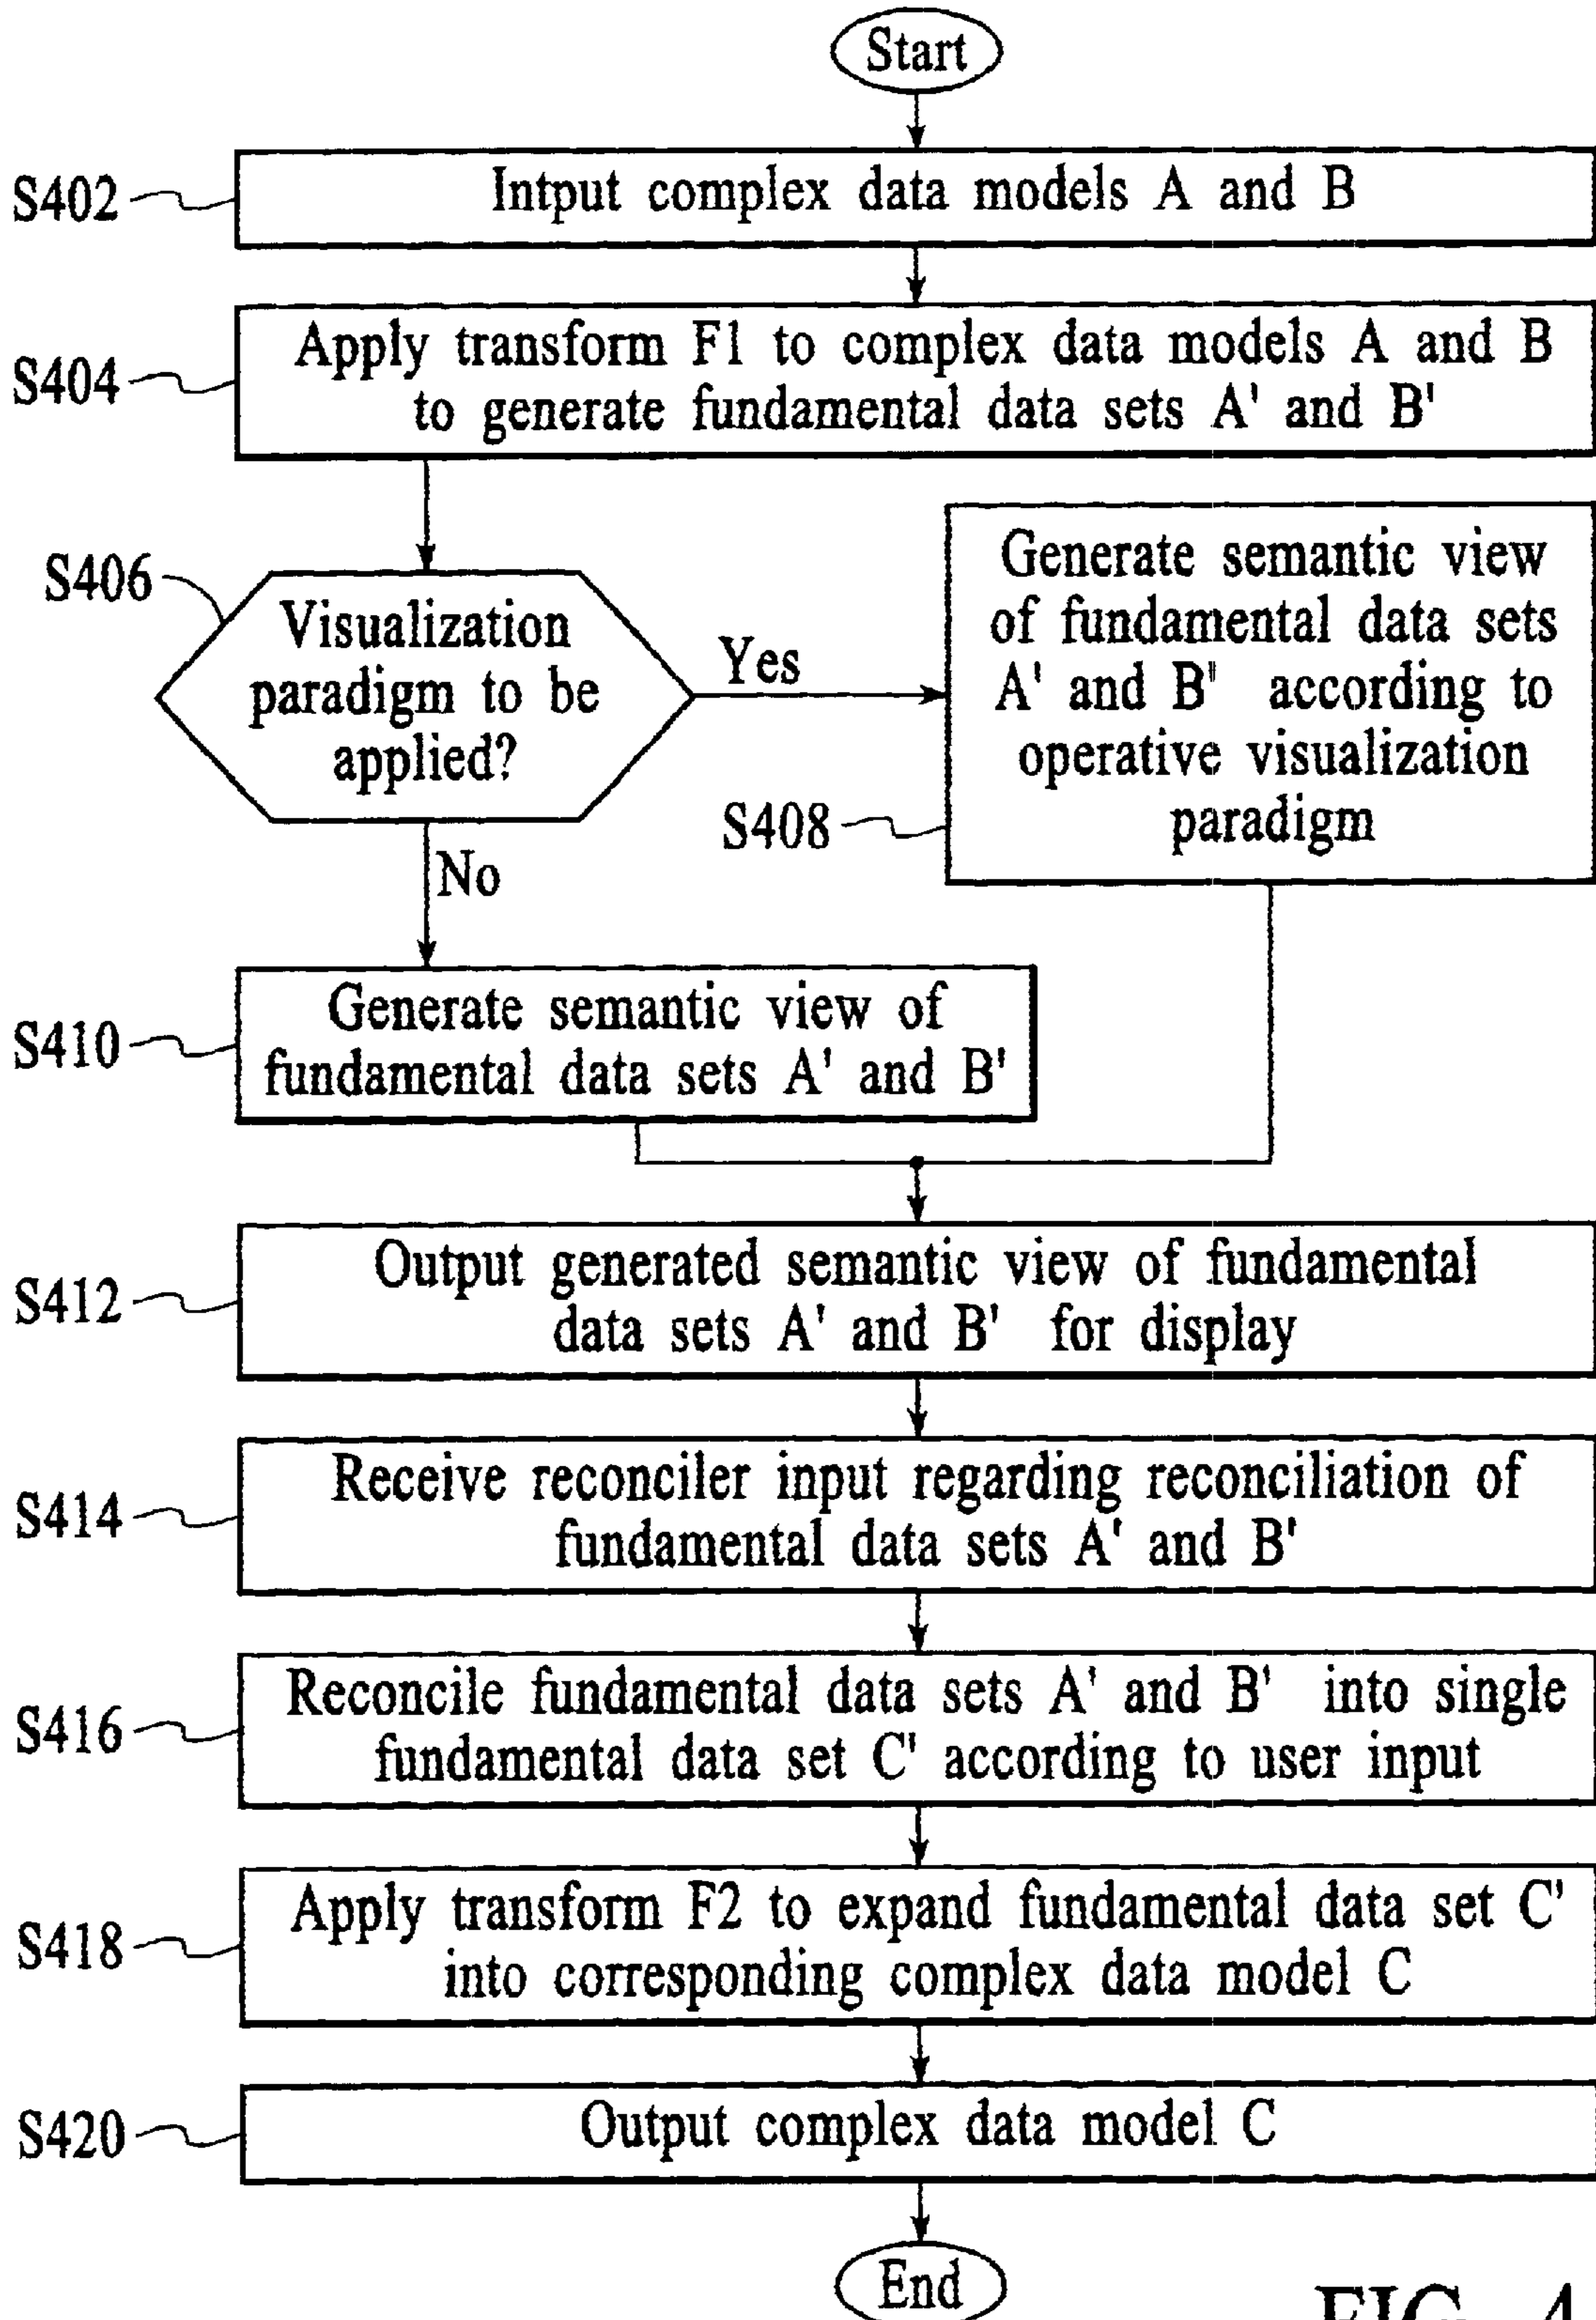 Start
S402
Intput complex data models A and B
S404
Apply transform F1 to complex data models A and B
to generate fundamental data sets A' and B'
S406
Visualization
paradigm to be
applied?
Yes
No
S408
Generate semantic view
of fundamental data sets
A' and B' according to
operative visualization
paradigm
S410
Generate semantic view of
fundamental data sets A' and B'
S412
Output generated semantic view of fundamental
data sets A' and B' for display
S414
Receive reconciler input regarding reconciliation of
fundamental data sets A' and B'
S416
Reconcile fundamental data sets A' and B' into single
fundamental data set C' according to user input
S418
Apply transform F2 to expand fundamental data set C'
into corresponding complex data model C
S420
Output complex data model C
End
FIG. 4